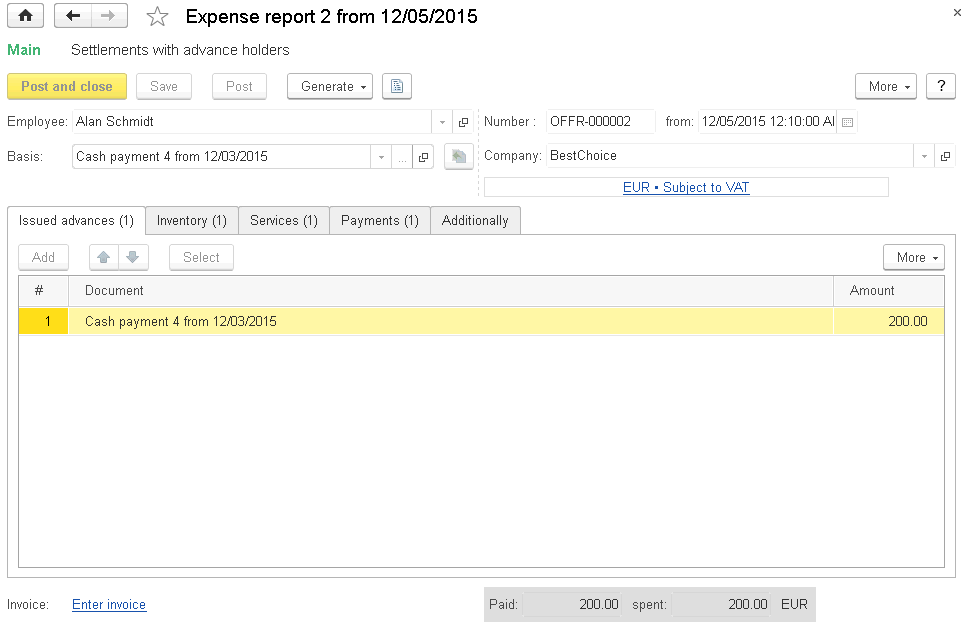 Expense report 2 from 12/05/2015
Main Settlements with advance holders
Post and close Save Post Generate More ?
Employee: Alan Schmidt Number : OFFR-000002 from: 12/05/2015 12:10:00 AI
Basis: Cash payment 4 from 12/03/2015 ... Company: BestChoice
EUR • Subject to VAT
Issued advances (1) Inventory (1) Services (1) Payments (1) Additionally
Add Select More
# Document Amount
1 Cash payment 4 from 12/03/2015 200.00
Invoice: Enter invoice Paid: 200.00 spent: 200.00 EUR